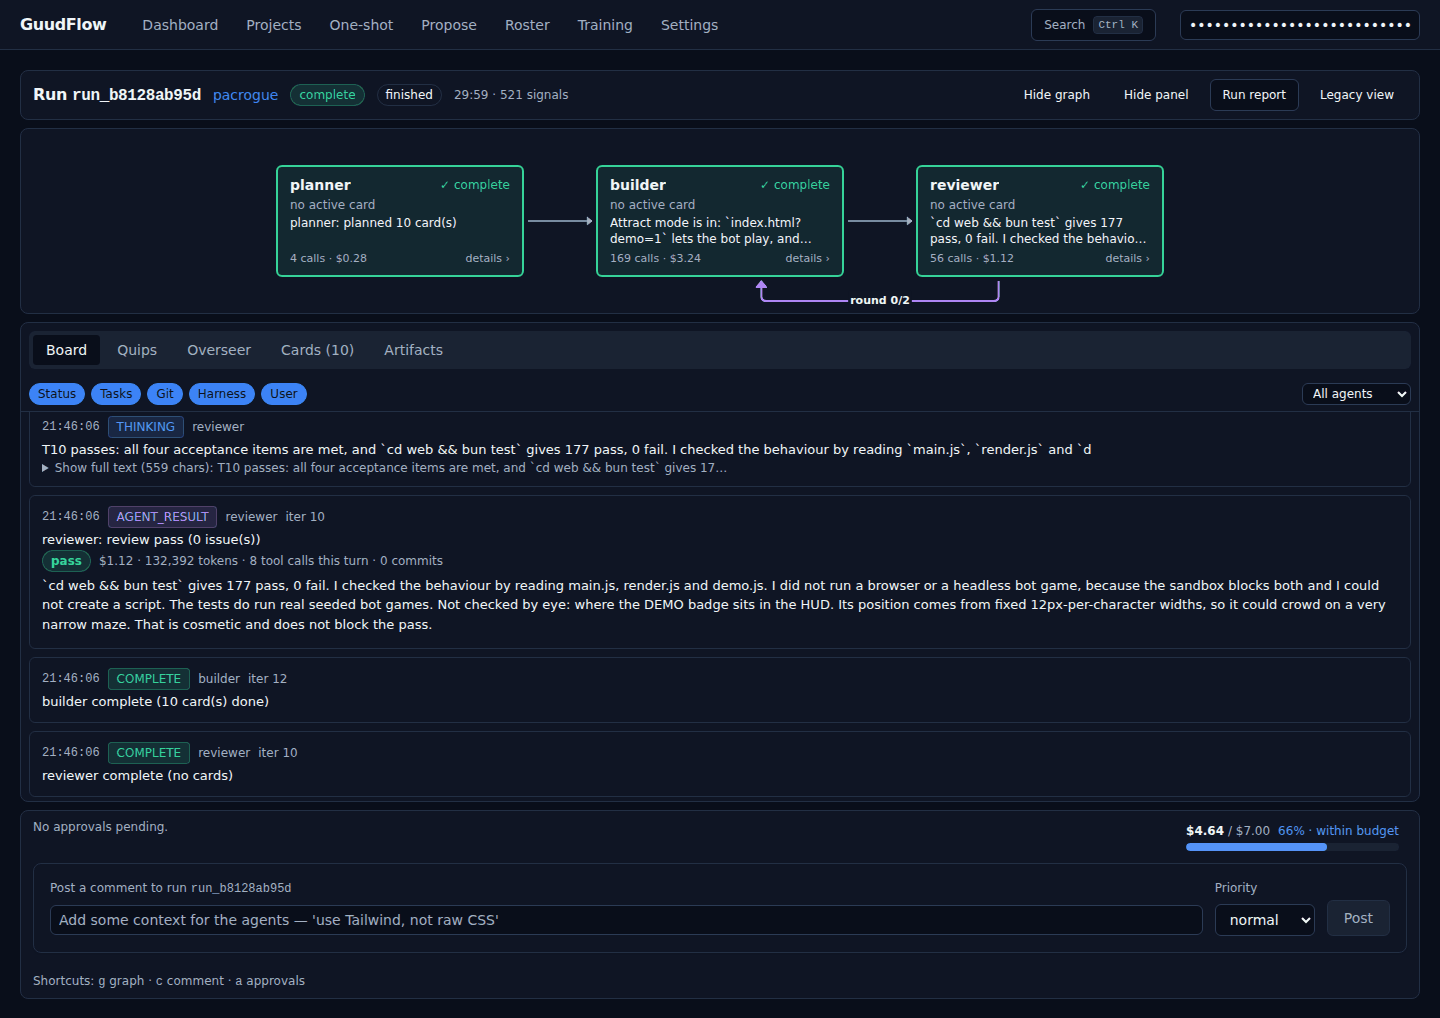 GuudFlow Dashboard Projects One-shot Propose Roster Training Settings Search Ctrl K ••••••••••••••••••••••••••
Run run_b8128ab95d pacrogue complete finished 29:59 · 521 signals Hide graph Hide panel Run report Legacy view
planner ✓ complete
no active card
planner: planned 10 card(s)
4 calls · $0.28 details ›
builder ✓ complete
no active card
Attract mode is in: `index.html?
demo=1` lets the bot play, and…
169 calls · $3.24 details ›
reviewer ✓ complete
no active card
`cd web && bun test` gives 177
pass, 0 fail. I checked the behavio…
56 calls · $1.12 details ›
round 0/2
Board Quips Overseer Cards (10) Artifacts
Status Tasks Git Harness User All agents
21:46:06 THINKING reviewer
T10 passes: all four acceptance items are met, and `cd web && bun test` gives 177 pass, 0 fail. I checked the behaviour by reading `main.js`, `render.js` and `d
▶ Show full text (559 chars): T10 passes: all four acceptance items are met, and `cd web && bun test` gives 17…
21:46:06 AGENT_RESULT reviewer iter 10
reviewer: review pass (0 issue(s))
pass $1.12 · 132,392 tokens · 8 tool calls this turn · 0 commits
`cd web && bun test` gives 177 pass, 0 fail. I checked the behaviour by reading main.js, render.js and demo.js. I did not run a browser or a headless bot game, because the sandbox blocks both and I could
not create a script. The tests do run real seeded bot games. Not checked by eye: where the DEMO badge sits in the HUD. Its position comes from fixed 12px-per-character widths, so it could crowd on a very
narrow maze. That is cosmetic and does not block the pass.
21:46:06 COMPLETE builder iter 12
builder complete (10 card(s) done)
21:46:06 COMPLETE reviewer iter 10
reviewer complete (no cards)
No approvals pending.
$4.64 / $7.00 66% · within budget
Post a comment to run run_b8128ab95d
Priority
Add some context for the agents — 'use Tailwind, not raw CSS'
normal
Post
Shortcuts: g graph · c comment · a approvals